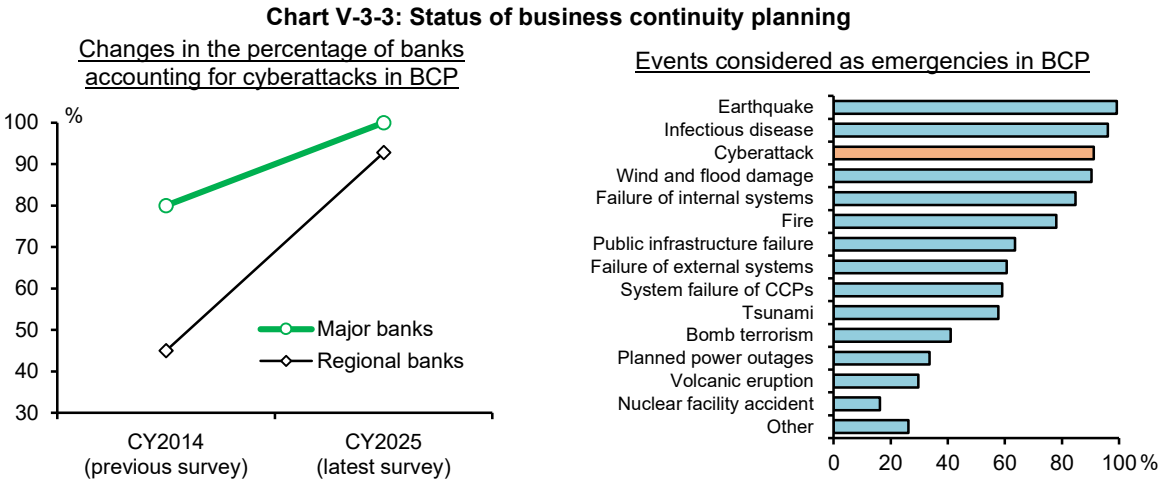 Chart V-3-3: Status of business continuity planning
Changes in the percentage of banks
accounting for cyberattacks in BCP
%
100
90
80
70
60
50
40
30
Major banks
Regional banks
CY2014
(previous survey)
CY2025
(latest survey)
Events considered as emergencies in BCP
Earthquake
Infectious disease
Cyberattack
Wind and flood damage
Failure of internal systems
Fire
Public infrastructure failure
Failure of external systems
System failure of CCPs
Tsunami
Bomb terrorism
Planned power outages
Volcanic eruption
Nuclear facility accident
Other
0 20 40 60 80 100 %